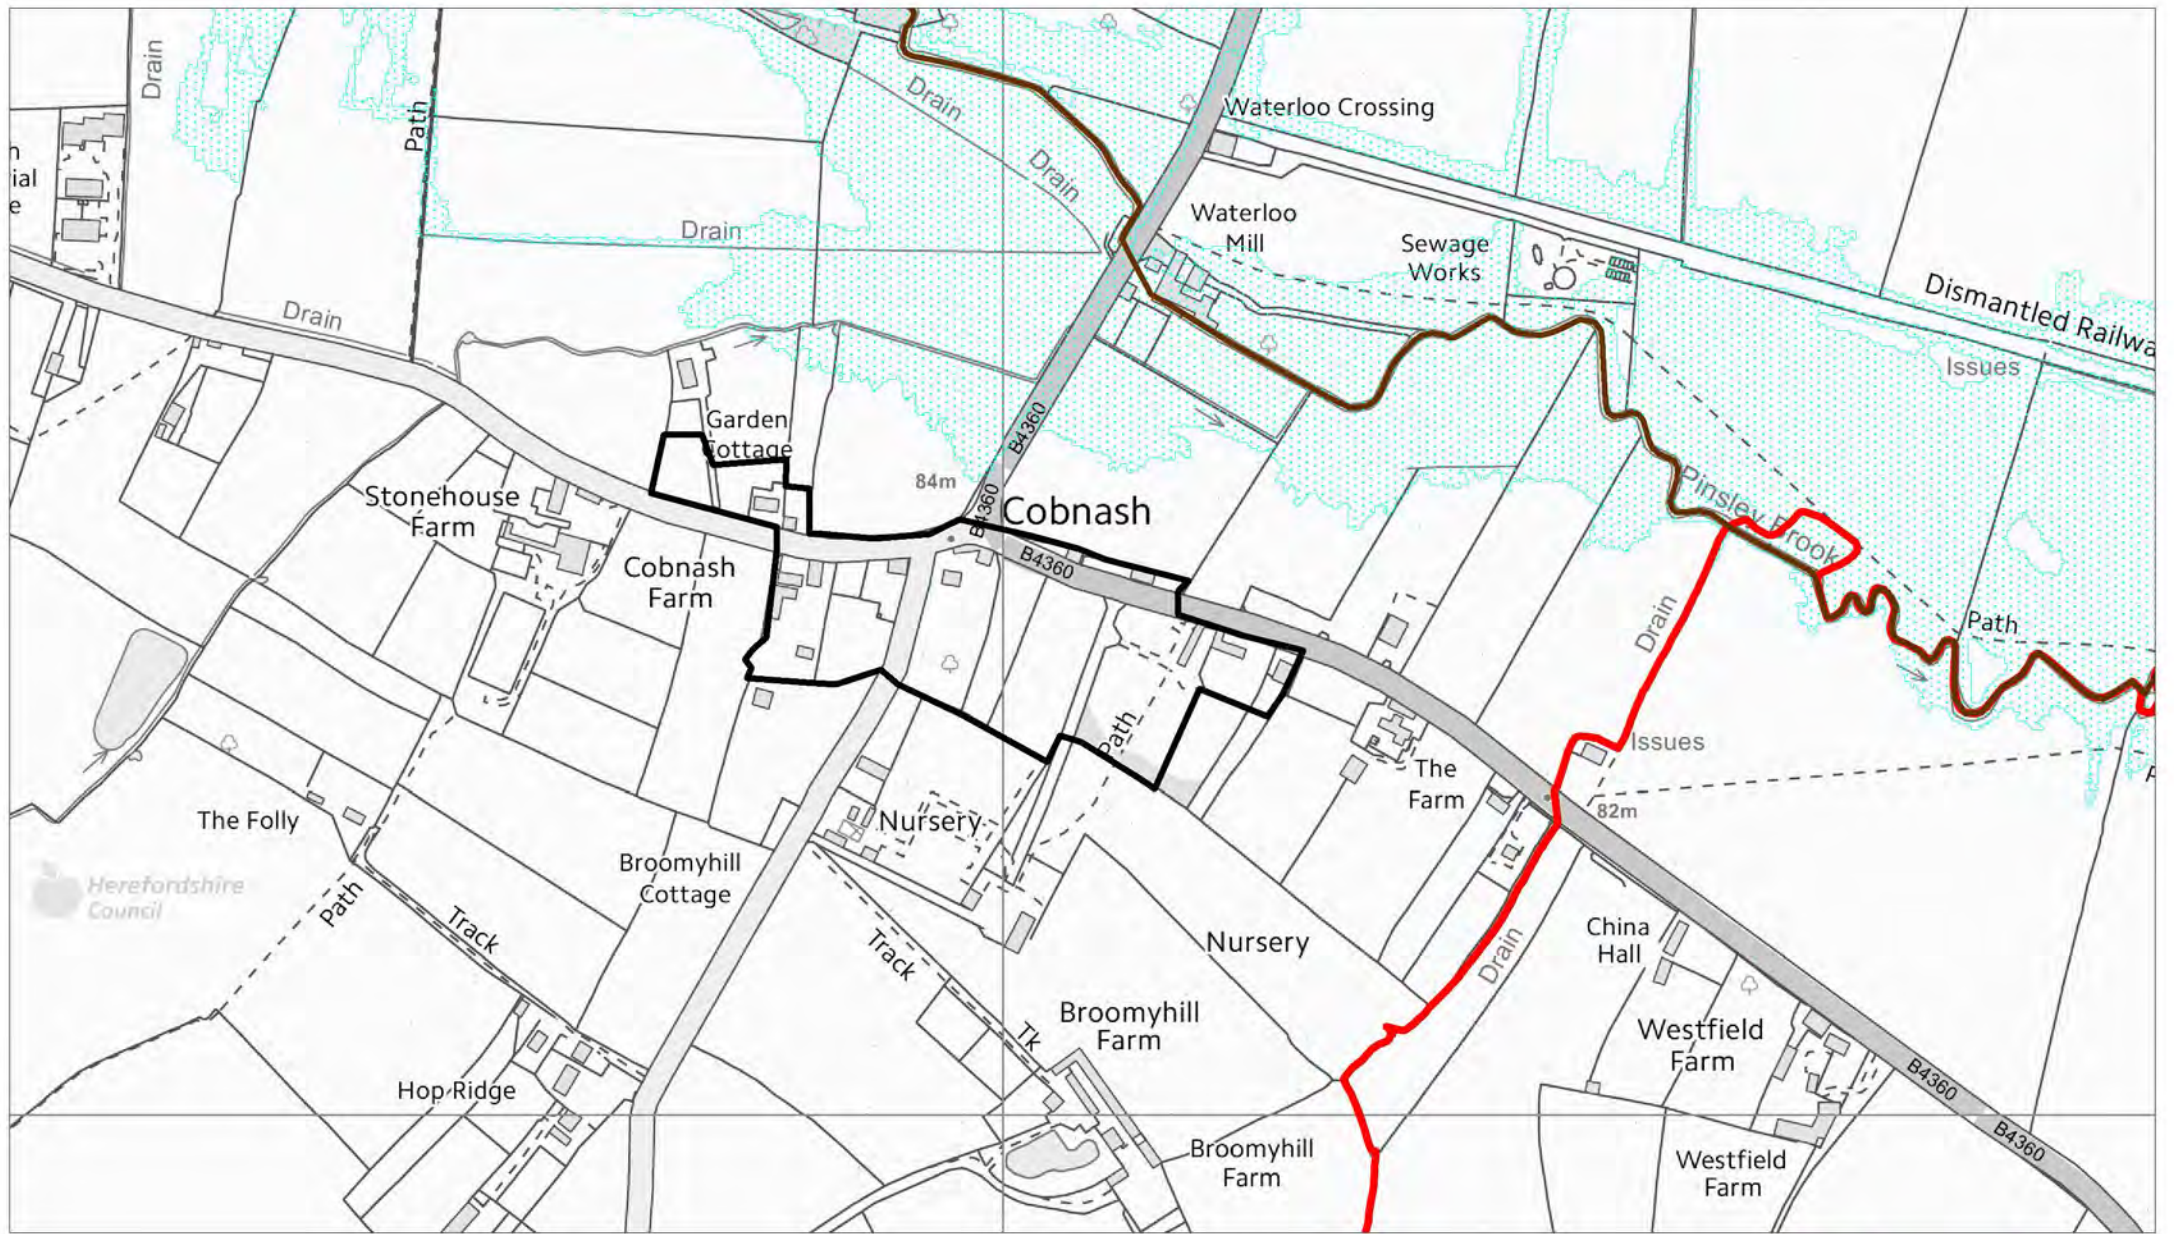 Drain
Path
Drain
Drain
Waterloo Crossing
ial
e
Drain
Waterloo
Mill
Sewage
Works
Drain
Dismantled Railwa
Issues
Garden
Cottage
B4360
84m
B4360
Cobnash
Stonehouse
Farm
Cobnash
Farm
B4360
Pinsley Brook
Drain
Path
Path
Issues
The
Farm
82m
The Folly
Nursery
Broomyhill
Cottage
Herefordshire
Council
Path
Track
Track
Nursery
Drain
China
Hall
Broomyhill
Farm
Tk
Westfield
Farm
Hop Ridge
B4360
B4360
Broomyhill
Farm
Westfield
Farm